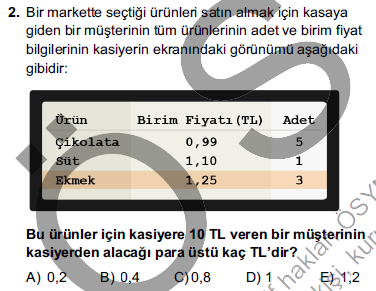 2. Bir markette seçtiği ürünleri satın almak için kasaya
giden bir müşterinin tüm ürünlerinin adet ve birim fiyat
bilgilerinin kasiyerin ekranındaki görünümü aşağıdaki
gibidir:
Ürün Birim Fiyatı (TL) Adet
Çikolata 0,99 5
Süt 1,10 1
Ekmek 1,25 3
Bu ürünler için kasiyere 10 TL veren bir müşterinin
kasiyerden alacağı para üstü kaç TL'dir?
A) 0,2 B) 0,4 C) 0,8 D) 1 E) 1,2